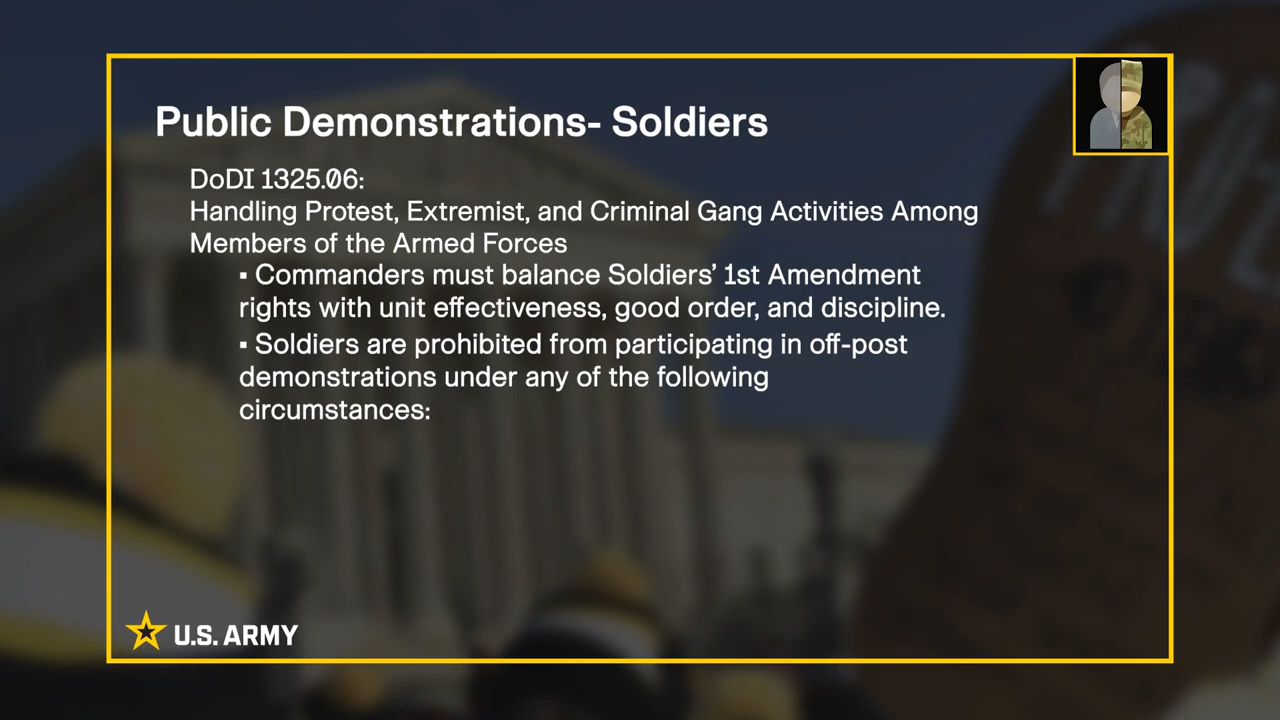 Public Demonstrations- Soldiers
DoDI 1325.06:
Handling Protest, Extremist, and Criminal Gang Activities Among
Members of the Armed Forces
▪ Commanders must balance Soldiers’ 1st Amendment
rights with unit effectiveness, good order, and discipline.
▪ Soldiers are prohibited from participating in off-post
demonstrations under any of the following
circumstances:
U.S. ARMY